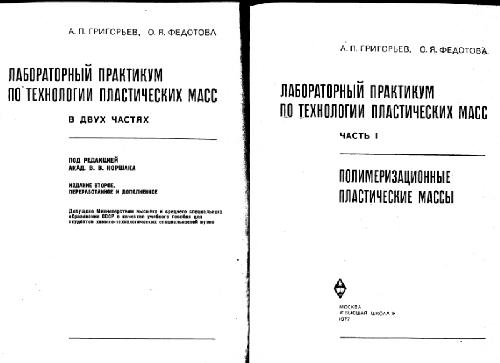 А. П. ГРИГОРЬЕВ, О. Я. ФЕДОТОВА
ЛАБОРАТОРНЫЙ ПРАКТИКУМ
ПО ТЕХНОЛОГИИ ПЛАСТИЧЕСКИХ МАСС
В ДВУХ ЧАСТЯХ
ПОД РЕДАКЦИЕЙ
АКАД. В. В. КОРШАКА
ИЗДАНИЕ ВТОРОЕ,
ПЕРЕРАБОТАННОЕ И ДОПОЛНЕННОЕ
Допущено Министерством высшего и среднего специального
образования СССР в качестве учебного пособия для
студентов химико-технологических специальностей вузов
А. П. ГРИГОРЬЕВ, О. Я. ФЕДОТОВА
ЛАБОРАТОРНЫЙ ПРАКТИКУМ
ПО ТЕХНОЛОГИИ ПЛАСТИЧЕСКИХ МАСС
ЧАСТЬ I
ПОЛИМЕРИЗАЦИОННЫЕ
ПЛАСТИЧЕСКИЕ МАССЫ
МОСКВА
«ВЫСШАЯ ШКОЛА»
1977